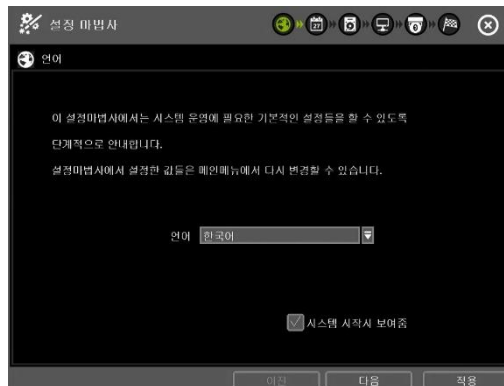 설정 마법사
27
언어
이 설정마법사에서는 시스템 운영에 필요한 기본적인 설정들을 할 수 있도록
단계적으로 안내합니다.
설정마법사에서 설정한 값들은 메인메뉴에서 다시 변경할 수 있습니다.
언어 한국어
시스템 시작시 보여줌
이전 다음 적용